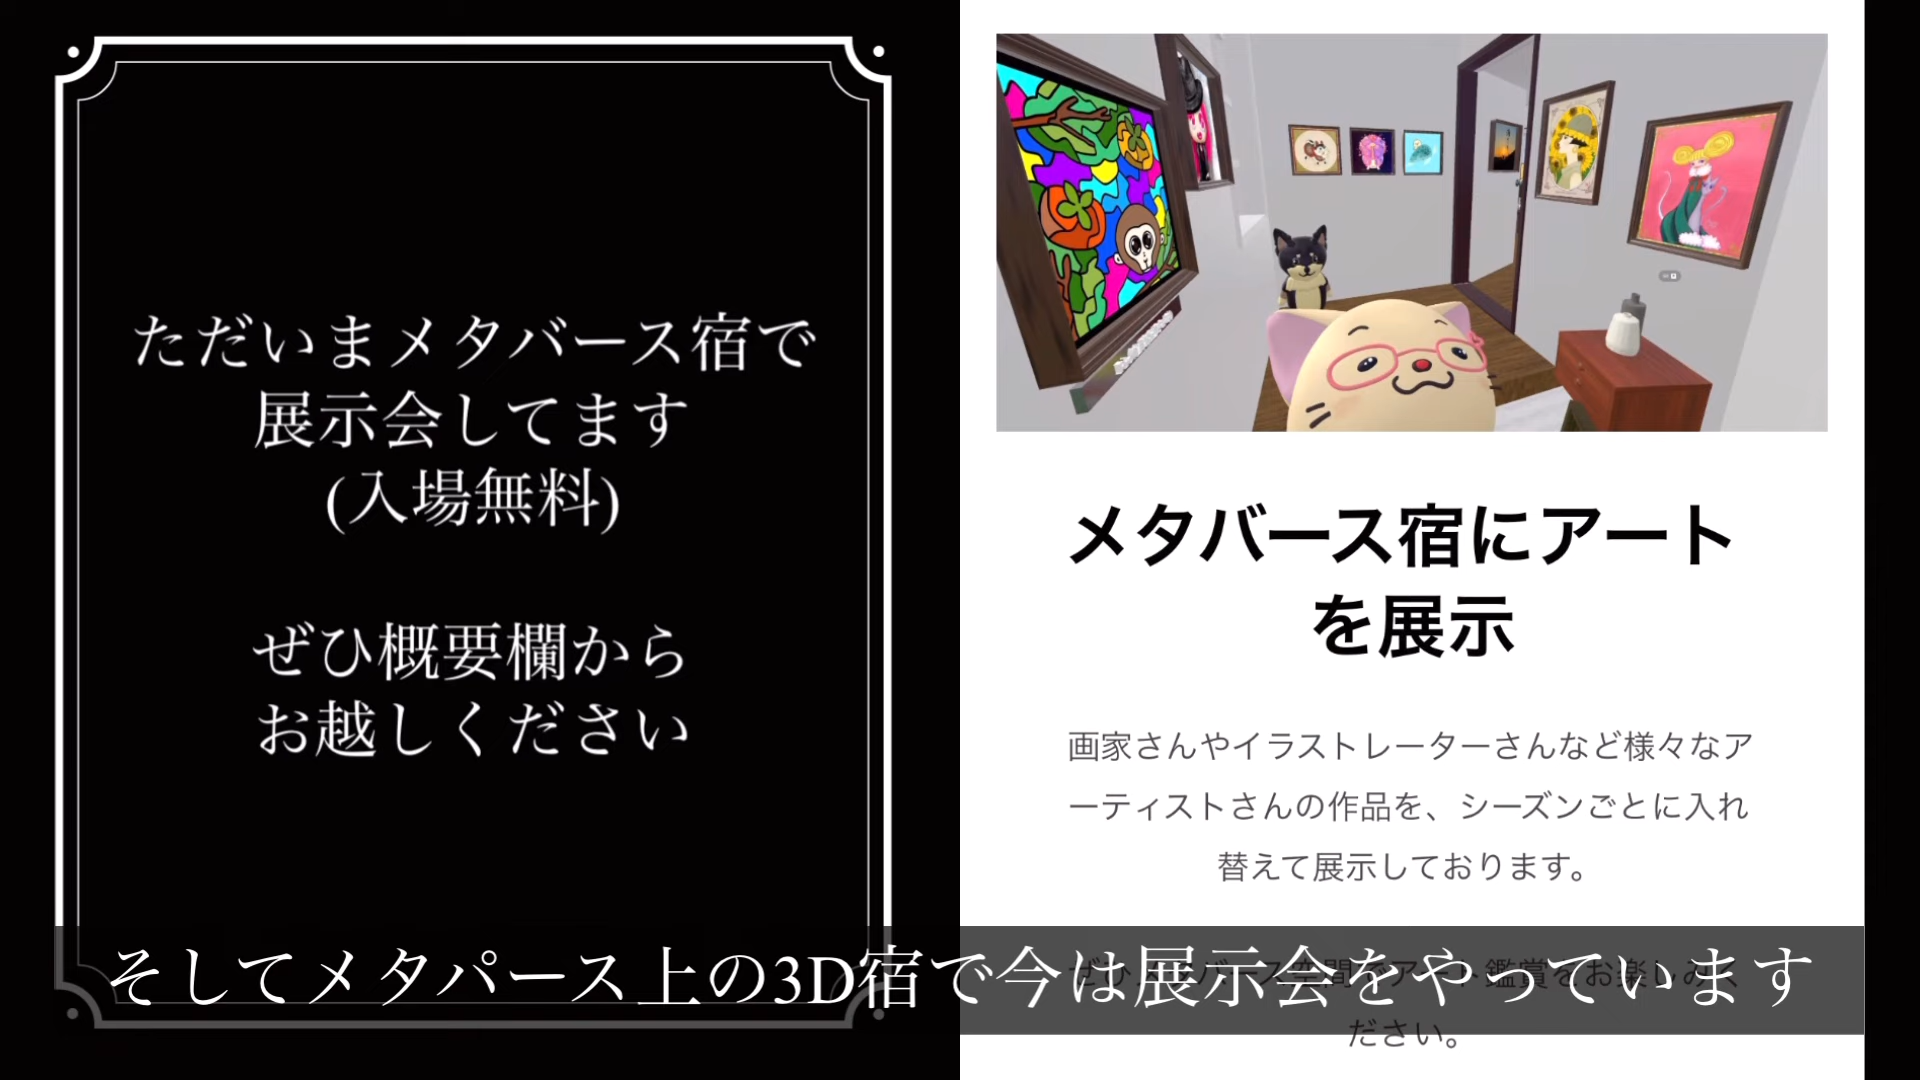 ただいまメタバース宿で
展示会してます
(入場無料)
ぜひ概要欄から
お越しください
メタバース宿にアート
を展示
画家さんやイラストレーターさんなど様々なア
ーティストさんの作品を、シーズンごとに入れ
替えて展示しております。
ださい。
そしてメタパース上の3D宿で今は展示会をやっています